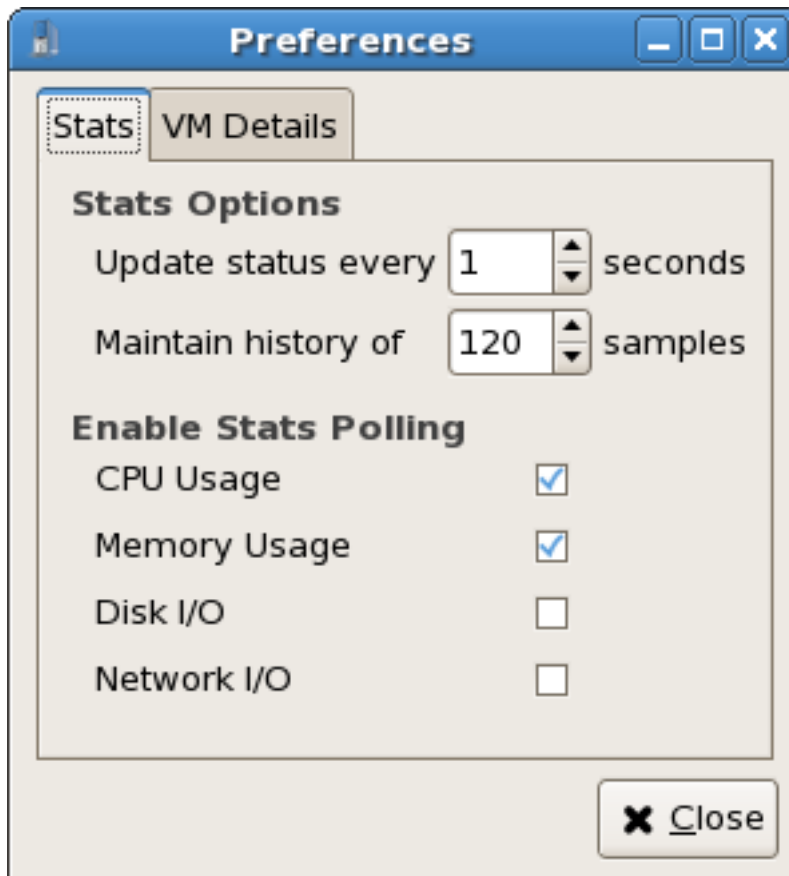 Preferences
Stats VM Details
Stats Options
Update status every 1 seconds
Maintain history of 120 samples
Enable Stats Polling
CPU Usage
Memory Usage
Disk I/O
Network I/O
Close